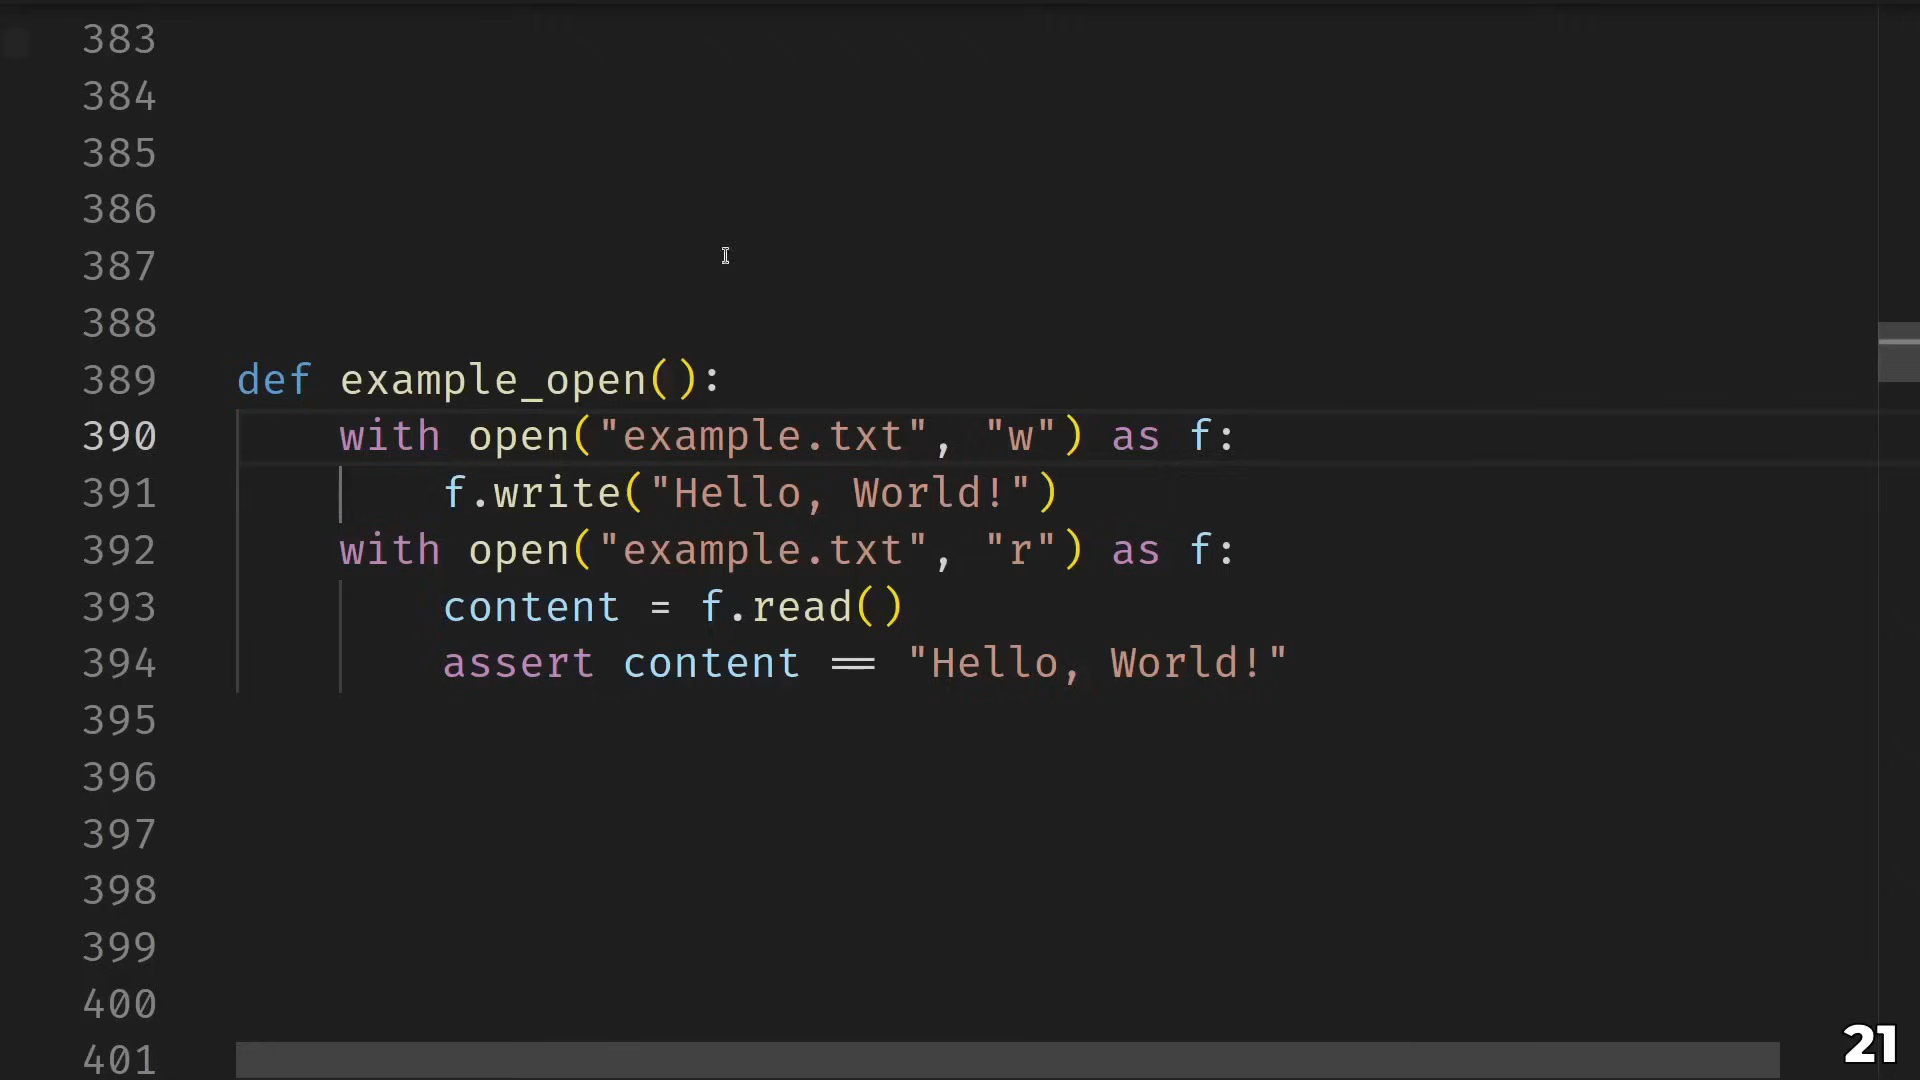 383
384
385
386
387
388
389 def example_open():
390     with open("example.txt", "w") as f:
391         f.write("Hello, World!")
392     with open("example.txt", "r") as f:
393         content = f.read()
394         assert content == "Hello, World!"
395
396
397
398
399
400
401
21